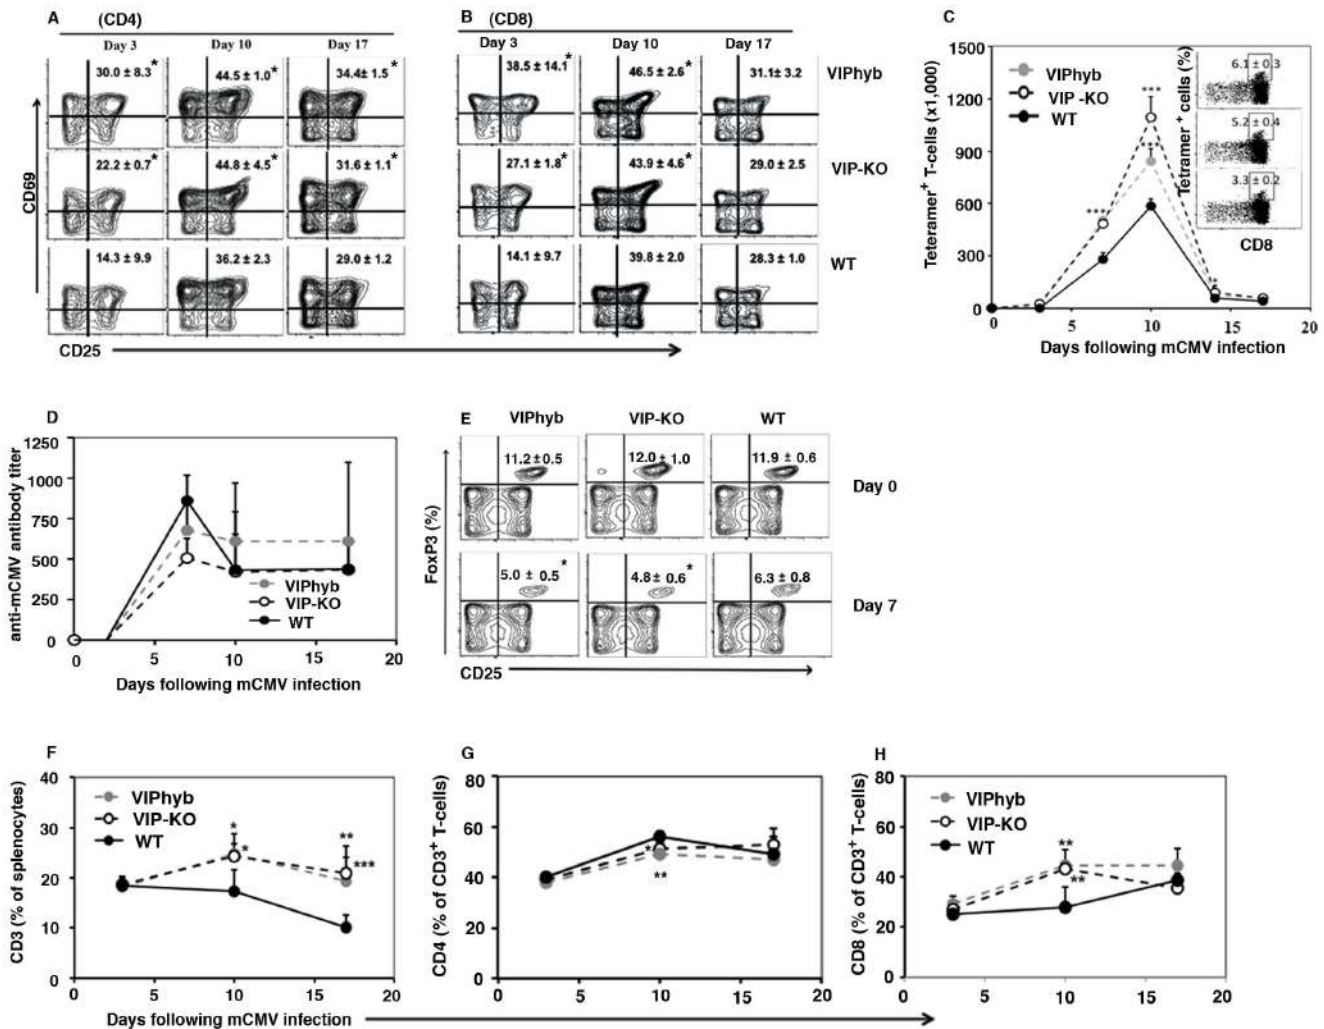 A (CD4)
Day 3 Day 10 Day 17
30.0 ± 8.3 * 44.5 ± 1.0 * 34.4± 1.5 *
22.2 ± 0.7 * 44.8 ± 4.5 * 31.6 ± 1.1 *
14.3 ± 9.9 36.2 ± 2.3 29.0 ± 1.2
CD69
CD25
B (CD8)
Day 3 Day 10 Day 17
38.5 ± 14.1 * 46.5 ± 2.6 * 31.1± 3.2 VIPhyb
27.1 ± 1.8 * 43.9 ± 4.6 * 29.0 ± 2.5 VIP-KO
14.1 ± 9.7 39.8 ± 2.0 28.3 ± 1.0 WT
C
Teteramer+ T-cells (x1,000)
1500
1200
900
600
300
0
VIPhyb
VIP -KO
WT
***
***
****
*
Tetramer + cells (%)
6.1 ± 0.3
5.2 ± 0.4
3.3 ± 0.2
CD8
0 5 10 15 20
Days following mCMV infection
D
anti-mCMV antibody titer
1250
1000
750
500
250
0
VIPhyb
VIP-KO
WT
0 5 10 15 20
Days following mCMV infection
E VIPhyb VIP-KO WT
11.2±0.5 12.0 ± 1.0 11.9 ± 0.6 Day 0
5.0 ± 0.5 * 4.8 ± 0.6 * 6.3 ± 0.8 Day 7
FoxP3 (%)
CD25
F
CD3 (% of splenocytes)
40
30
20
10
0
VIPhyb
VIP-KO
WT
*
*
**
***
0 5 10 15 20
G
CD4 (% of CD3+ T-cells)
80
60
40
20
0
*
**
0 5 10 15 20
H
CD8 (% of CD3+ T-cells)
80
60
40
20
0
VIPhyb
VIP-KO
WT
**
**
0 5 10 15 20
Days following mCMV infection